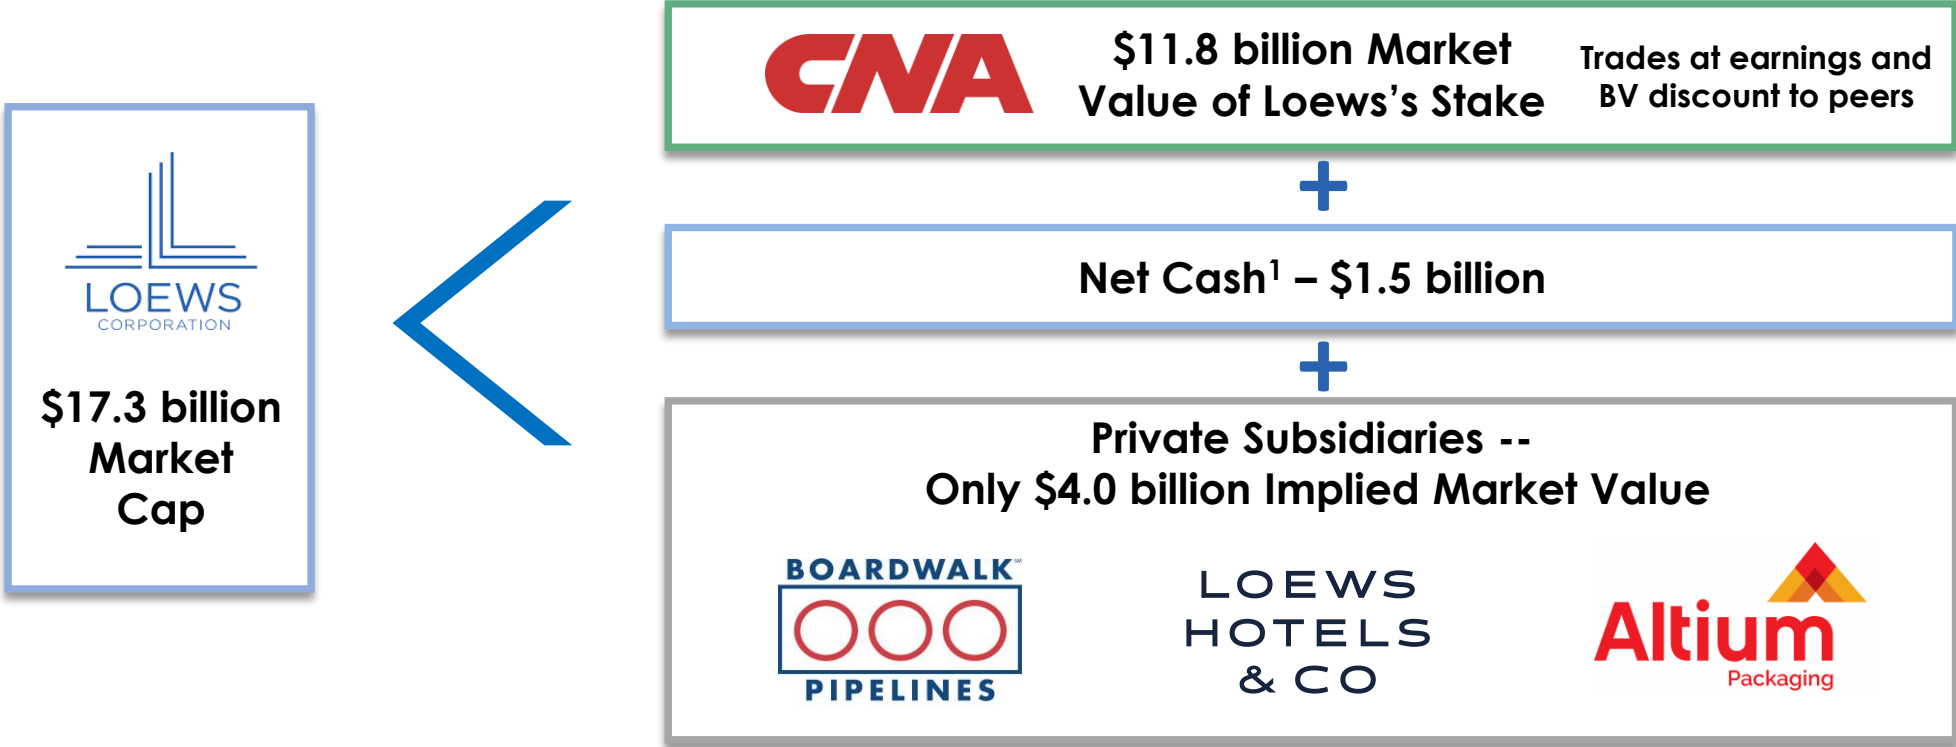 LOEWS
CORPORATION
$17.3 billion
Market
Cap
CNA
$11.8 billion Market
Value of Loews’s Stake
Trades at earnings and
BV discount to peers
+
Net Cash¹ – $1.5 billion
+
Private Subsidiaries --
Only $4.0 billion Implied Market Value
BOARDWALK℠
PIPELINES
LOEWS
HOTELS
& CO
Altium
Packaging